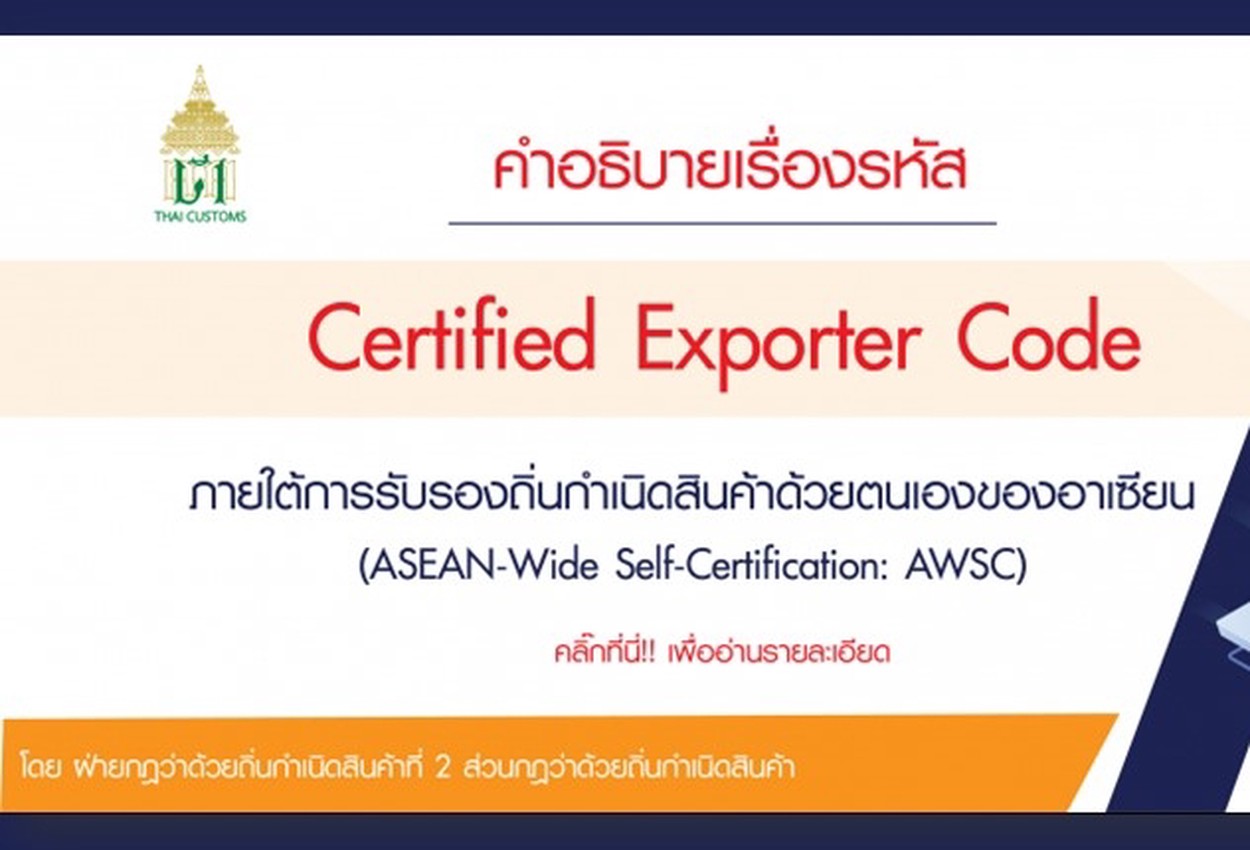 THAI CUSTOMS
คำอธิบายเรื่องรหัส
Certified Exporter Code
ภายใต้การรับรองถิ่นกำเนิดสินค้าด้วยตนเองของอาเซียน
(ASEAN-Wide Self-Certification: AWSC)
คลิ๊กที่นี่!! เพื่ออ่านรายละเอียด
โดย ฝ่ายกฎว่าด้วยถิ่นกำเนิดสินค้าที่ 2 ส่วนกฎว่าด้วยถิ่นกำเนิดสินค้า